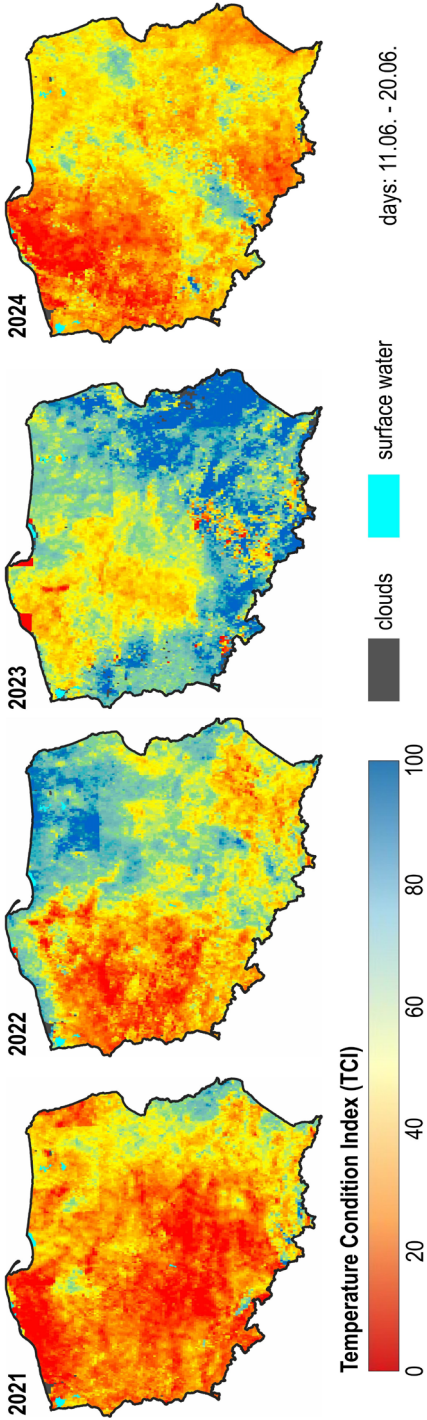 2021
2022
2023
2024
Temperature Condition Index (TCI)
0
20
40
60
80
100
clouds
surface water
days: 11.06. - 20.06.